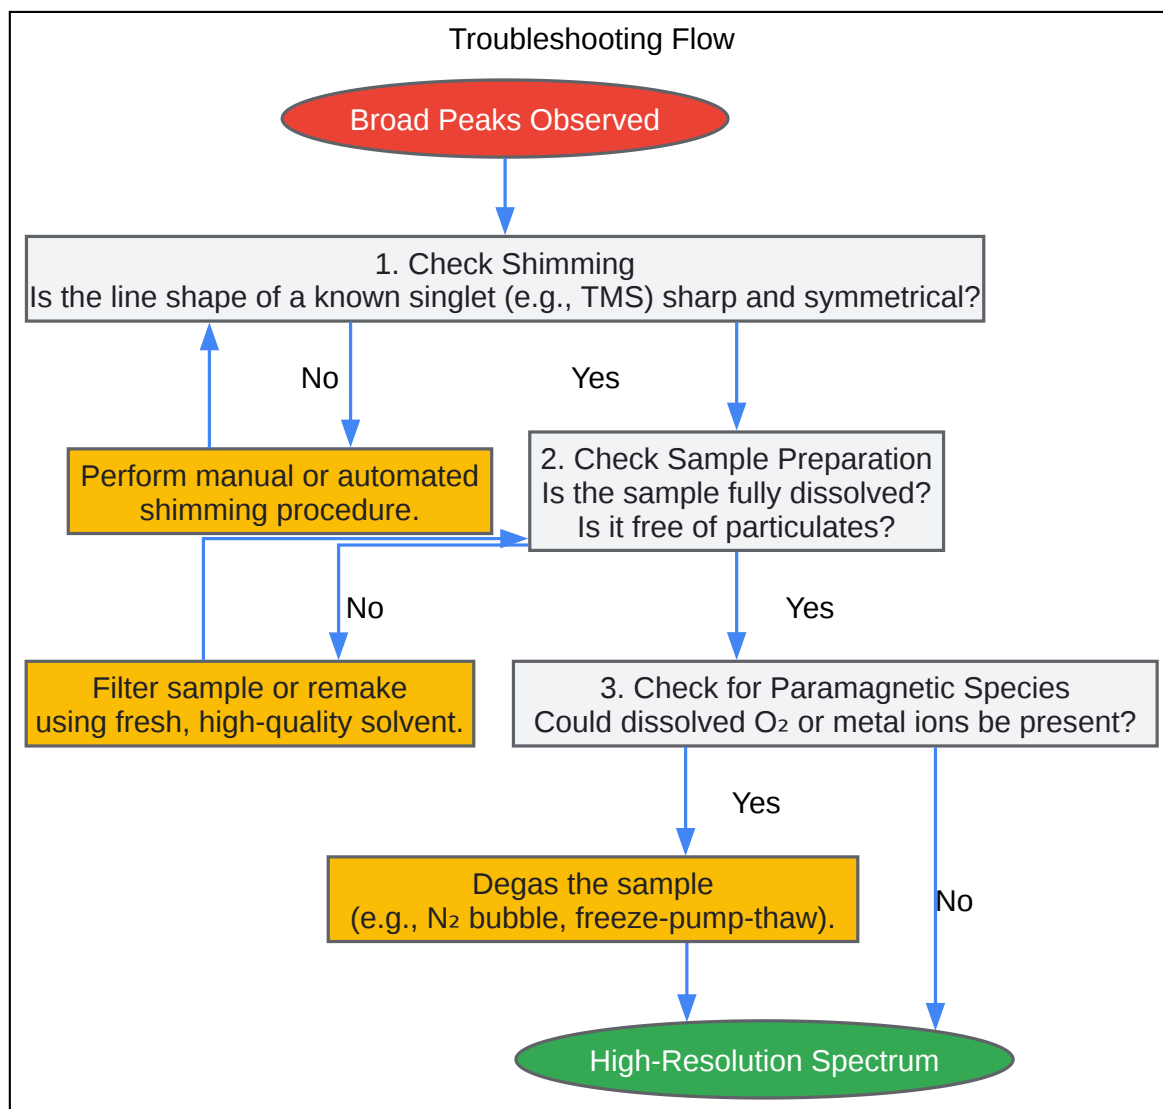 Troubleshooting Flow
Broad Peaks Observed
1. Check Shimming
Is the line shape of a known singlet (e.g., TMS) sharp and symmetrical?
No
Yes
Perform manual or automated
shimming procedure.
2. Check Sample Preparation
Is the sample fully dissolved?
Is it free of particulates?
No
Yes
Filter sample or remake
using fresh, high-quality solvent.
3. Check for Paramagnetic Species
Could dissolved O₂ or metal ions be present?
Yes
No
Degas the sample
(e.g., N₂ bubble, freeze-pump-thaw).
High-Resolution Spectrum